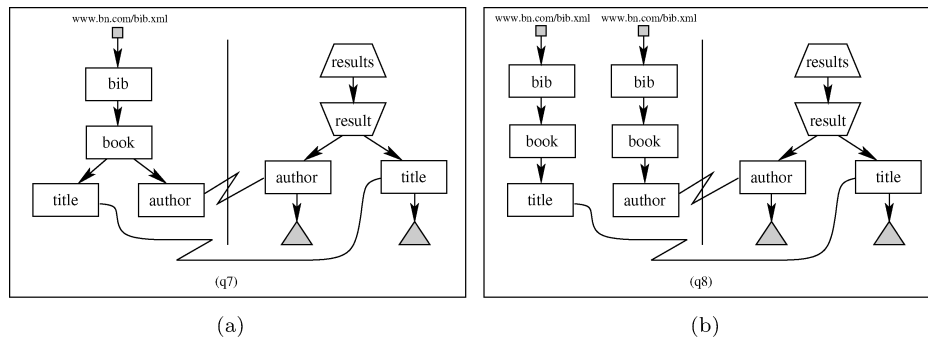 www.bn.com/bib.xml
bib
book
title
author
results
result
author
title
(q7)
(a)
www.bn.com/bib.xml www.bn.com/bib.xml
bib bib
book book
title author
results
result
author
title
(q8)
(b)